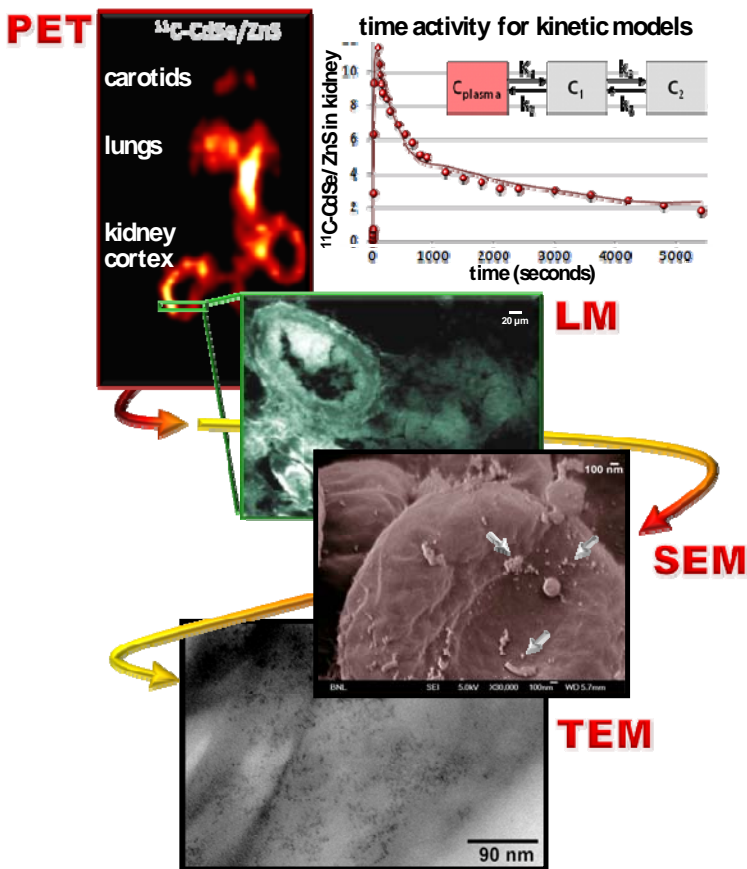 PET
¹¹C-CdSe/ZnS
carotids
lungs
kidney
cortex
time activity for kinetic models
¹¹C-CdSe/ZnS in kidney
10
8
6
4
2
0
C plasma
C₁
C₂
0 1000 2000 3000 4000 5000
time (seconds)
LM
20 µm
100 nm
SEM
BNL SEI 5.0kV X30,000 100nm WD 5.7mm
TEM
90 nm